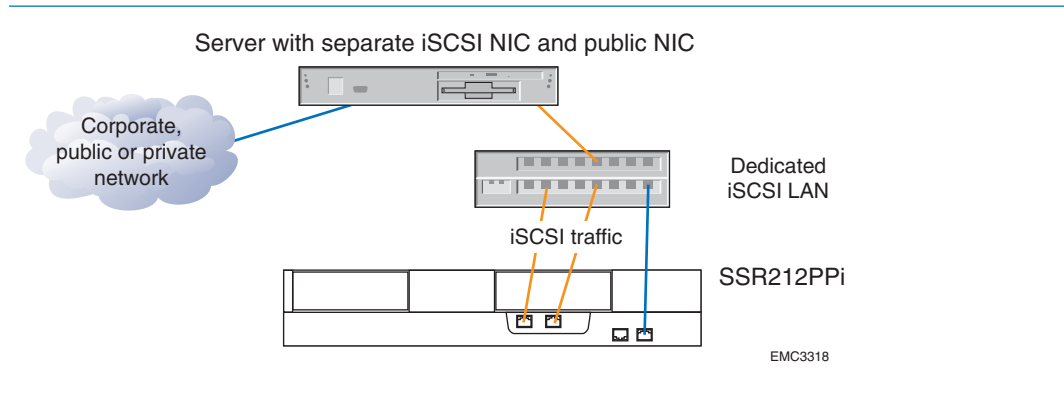 Server with separate iSCSI NIC and public NIC
Corporate,
public or private
network
Dedicated
iSCSI LAN
iSCSI traffic
SSR212PPi
EMC3318